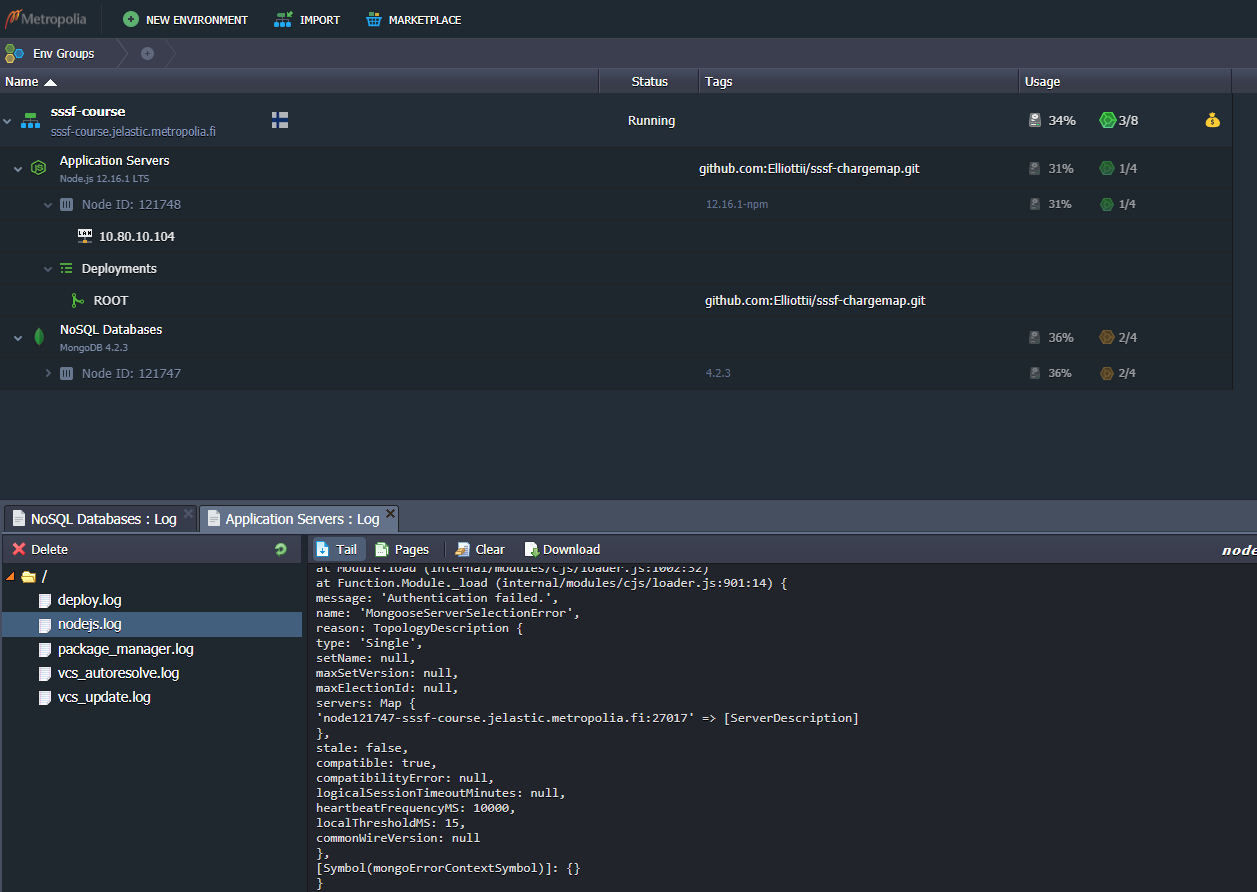 Metropolia
NEW ENVIRONMENT
IMPORT
MARKETPLACE
Env Groups
Name
Status
Tags
Usage
sssf-course
sssf-course.jelastic.metropolia.fi
Running
34%
3/8
Application Servers
Node.js 12.16.1 LTS
github.com:Elliottii/sssf-chargemap.git
31%
1/4
Node ID: 121748
12.16.1-npm
31%
1/4
LAN
10.80.10.104
Deployments
ROOT
github.com:Elliottii/sssf-chargemap.git
NoSQL Databases
MongoDB 4.2.3
36%
2/4
Node ID: 121747
4.2.3
36%
2/4
NoSQL Databases : Log
Application Servers : Log
Delete
Tail
Pages
Clear
Download
node
/
deploy.log
nodejs.log
package_manager.log
vcs_autoresolve.log
vcs_update.log
at Module.load (internal/modules/cjs/loader.js:1002:32)
at Function.Module._load (internal/modules/cjs/loader.js:901:14) {
message: 'Authentication failed.',
name: 'MongooseServerSelectionError',
reason: TopologyDescription {
type: 'Single',
setName: null,
maxSetVersion: null,
maxElectionId: null,
servers: Map {
'node121747-sssf-course.jelastic.metropolia.fi:27017' => [ServerDescription]
},
stale: false,
compatible: true,
compatibilityError: null,
logicalSessionTimeoutMinutes: null,
heartbeatFrequencyMS: 10000,
localThresholdMS: 15,
commonWireVersion: null
},
[Symbol(mongoErrorContextSymbol)]: {}
}